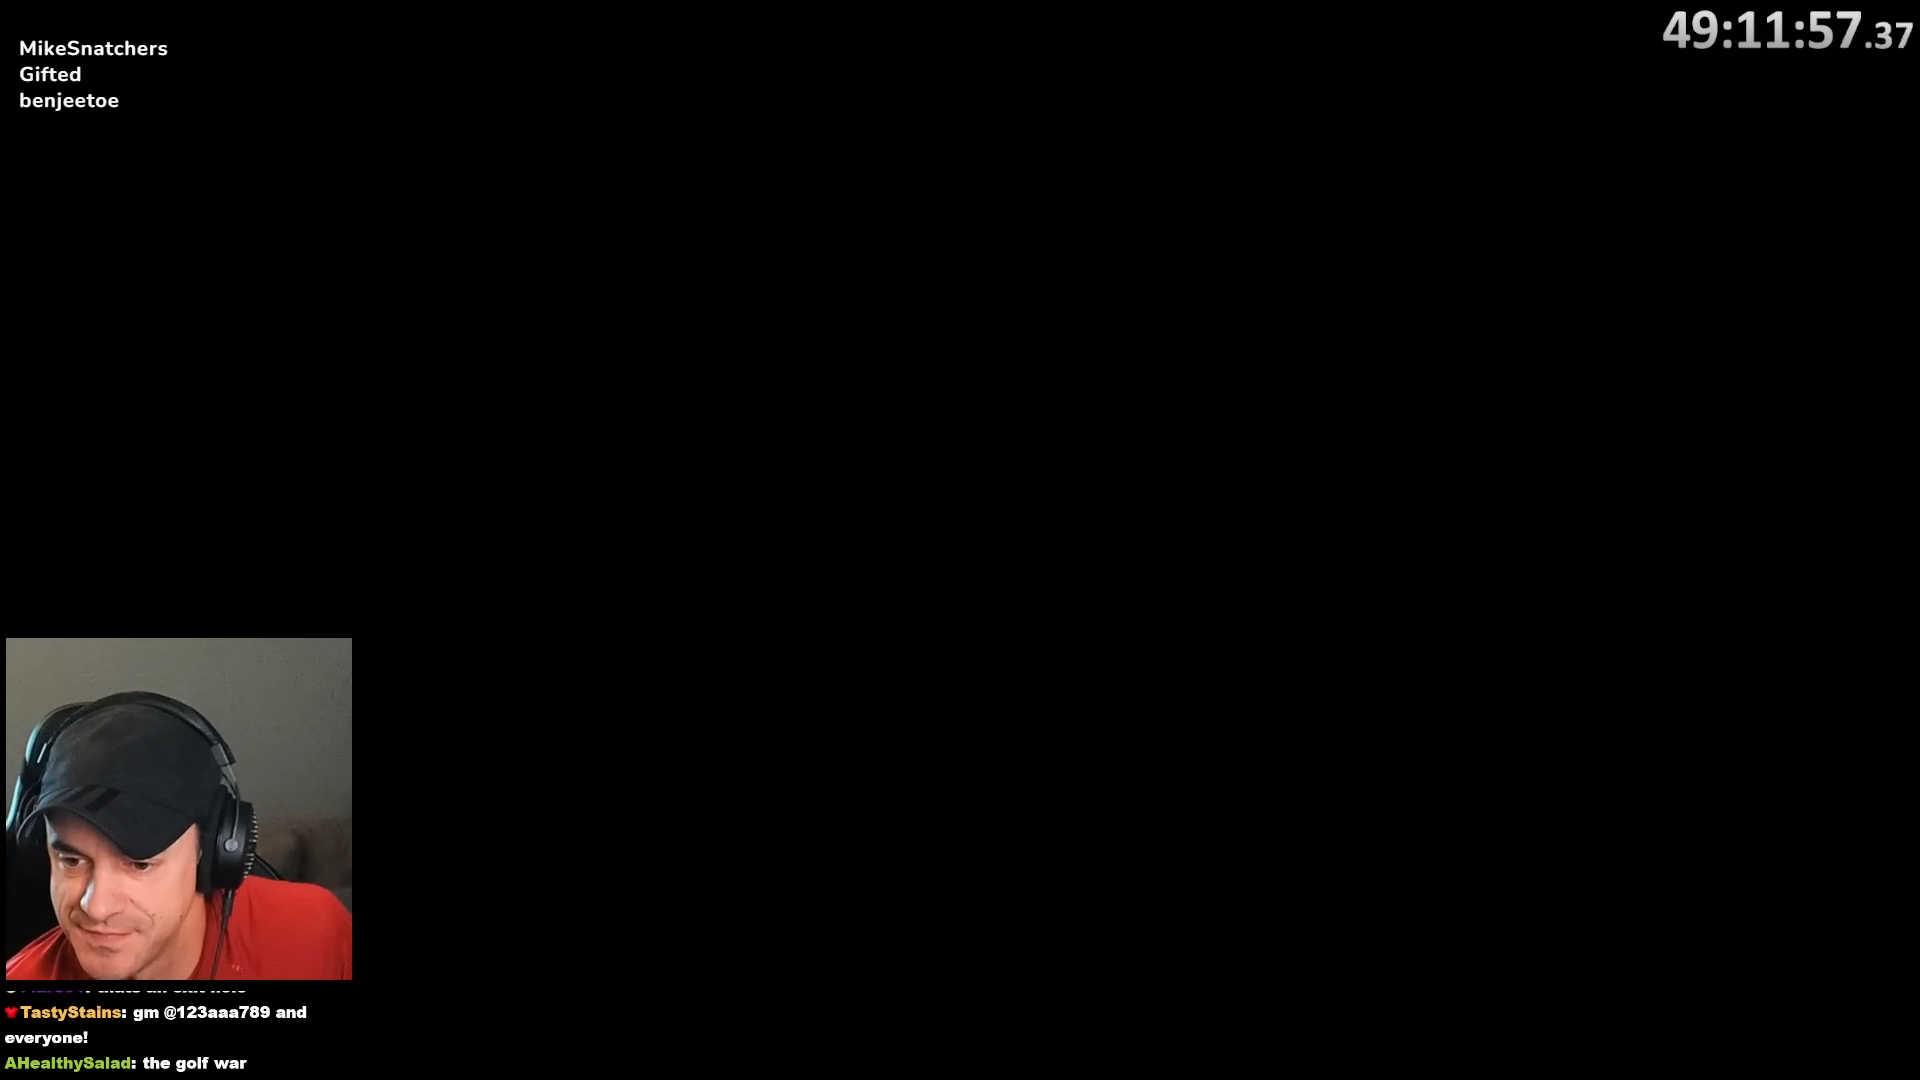 MikeSnatchers
Gifted
benjeetoe
49:11:57.37
TastyStains: gm @123aaa789 and
everyone!
AHealthySalad: the golf war